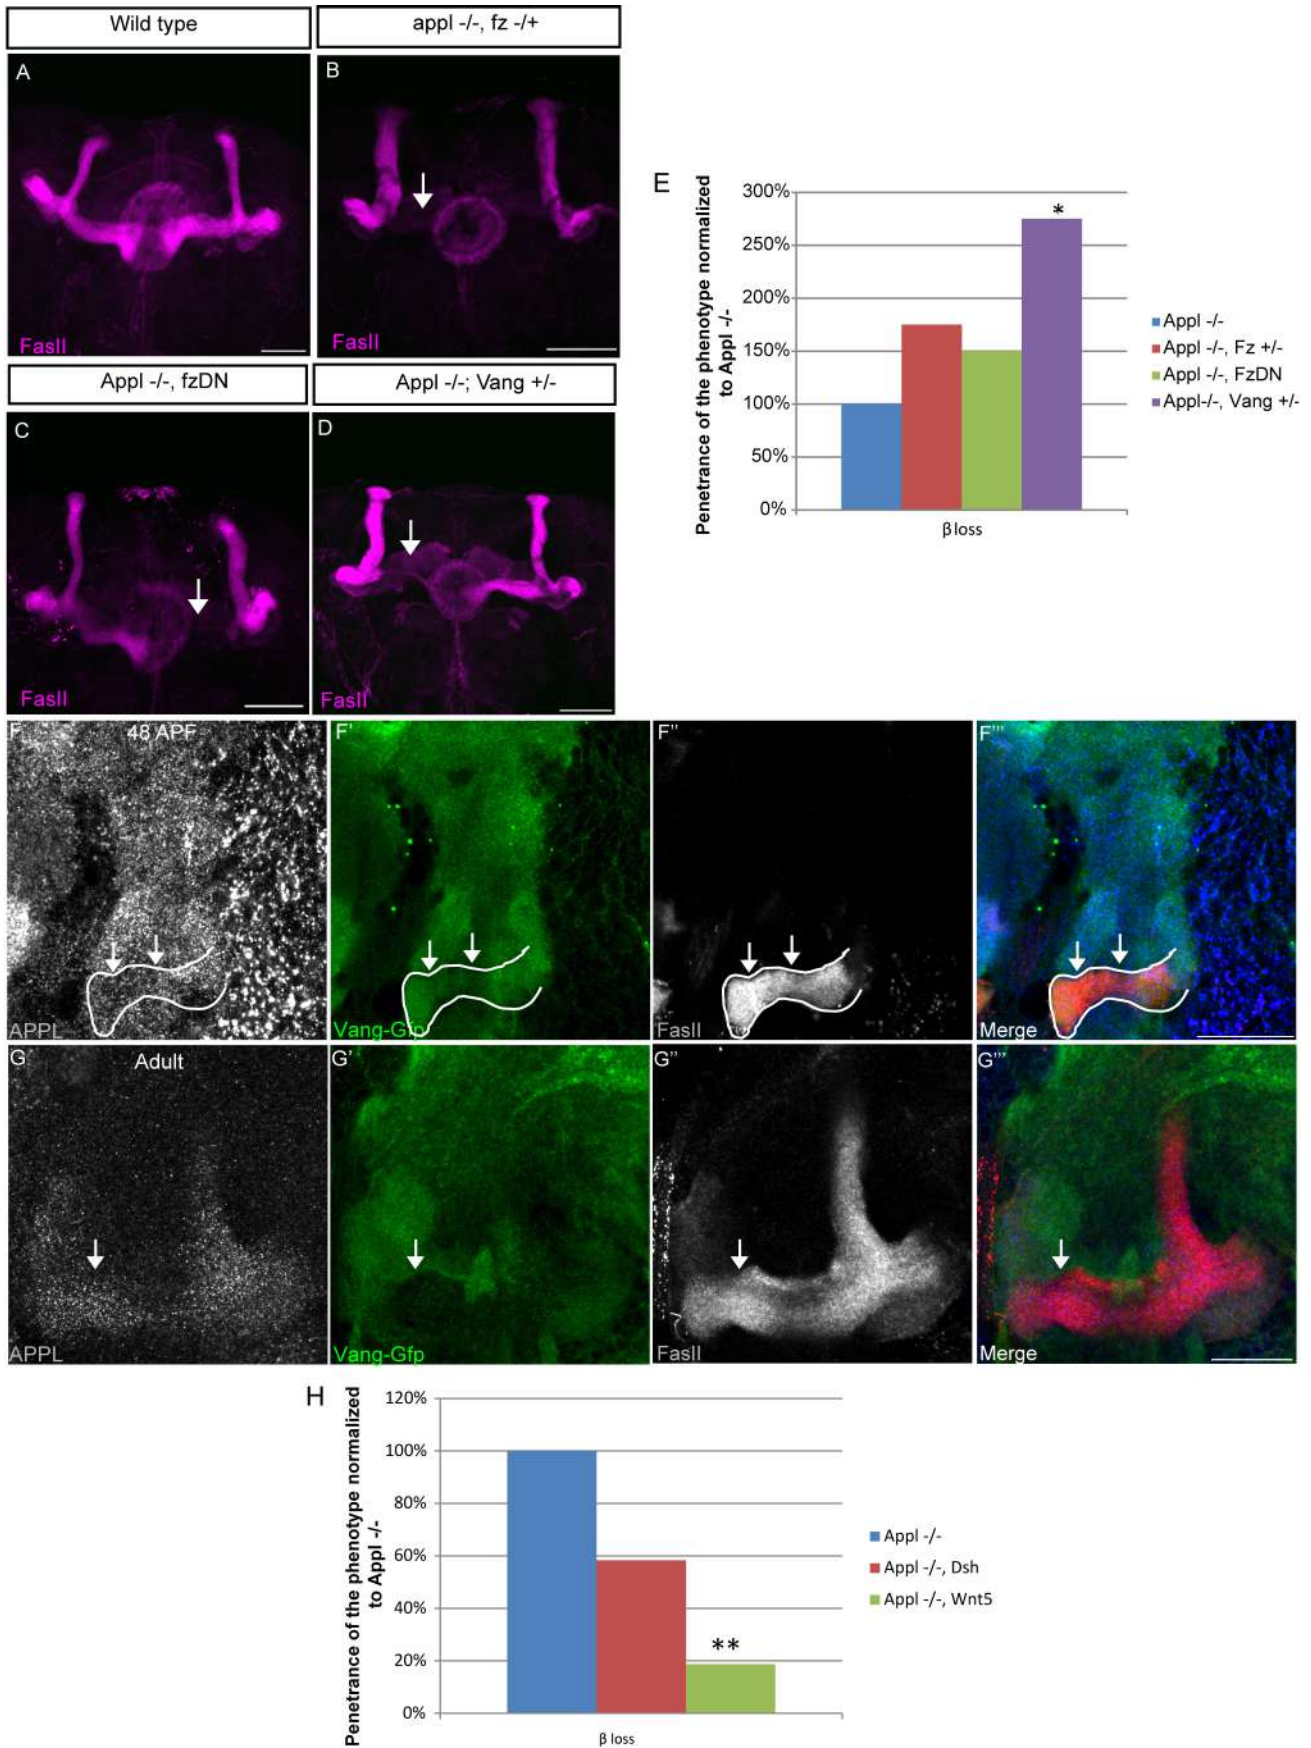 Wild type
appl -/-, fz -/+
A
FasII
B
FasII
Appl -/-, fzDN
Appl -/-; Vang +/-
C
FasII
D
FasII
E
Penetrance of the phenotype normalized
to Appl -/-
300%
250%
200%
150%
100%
50%
0%
*
β loss
Appl -/-
Appl -/-, Fz +/-
Appl -/-, FzDN
Appl-/-, Vang +/-
F
48 APF
APPL
F'
Vang-Gfp
F''
FasII
F'''
Merge
G
Adult
APPL
G'
Vang-Gfp
G''
FasII
G'''
Merge
H
Penetrance of the phenotype normalized
to Appl -/-
120%
100%
80%
60%
40%
20%
0%
**
β loss
Appl -/-
Appl -/-, Dsh
Appl -/-, Wnt5